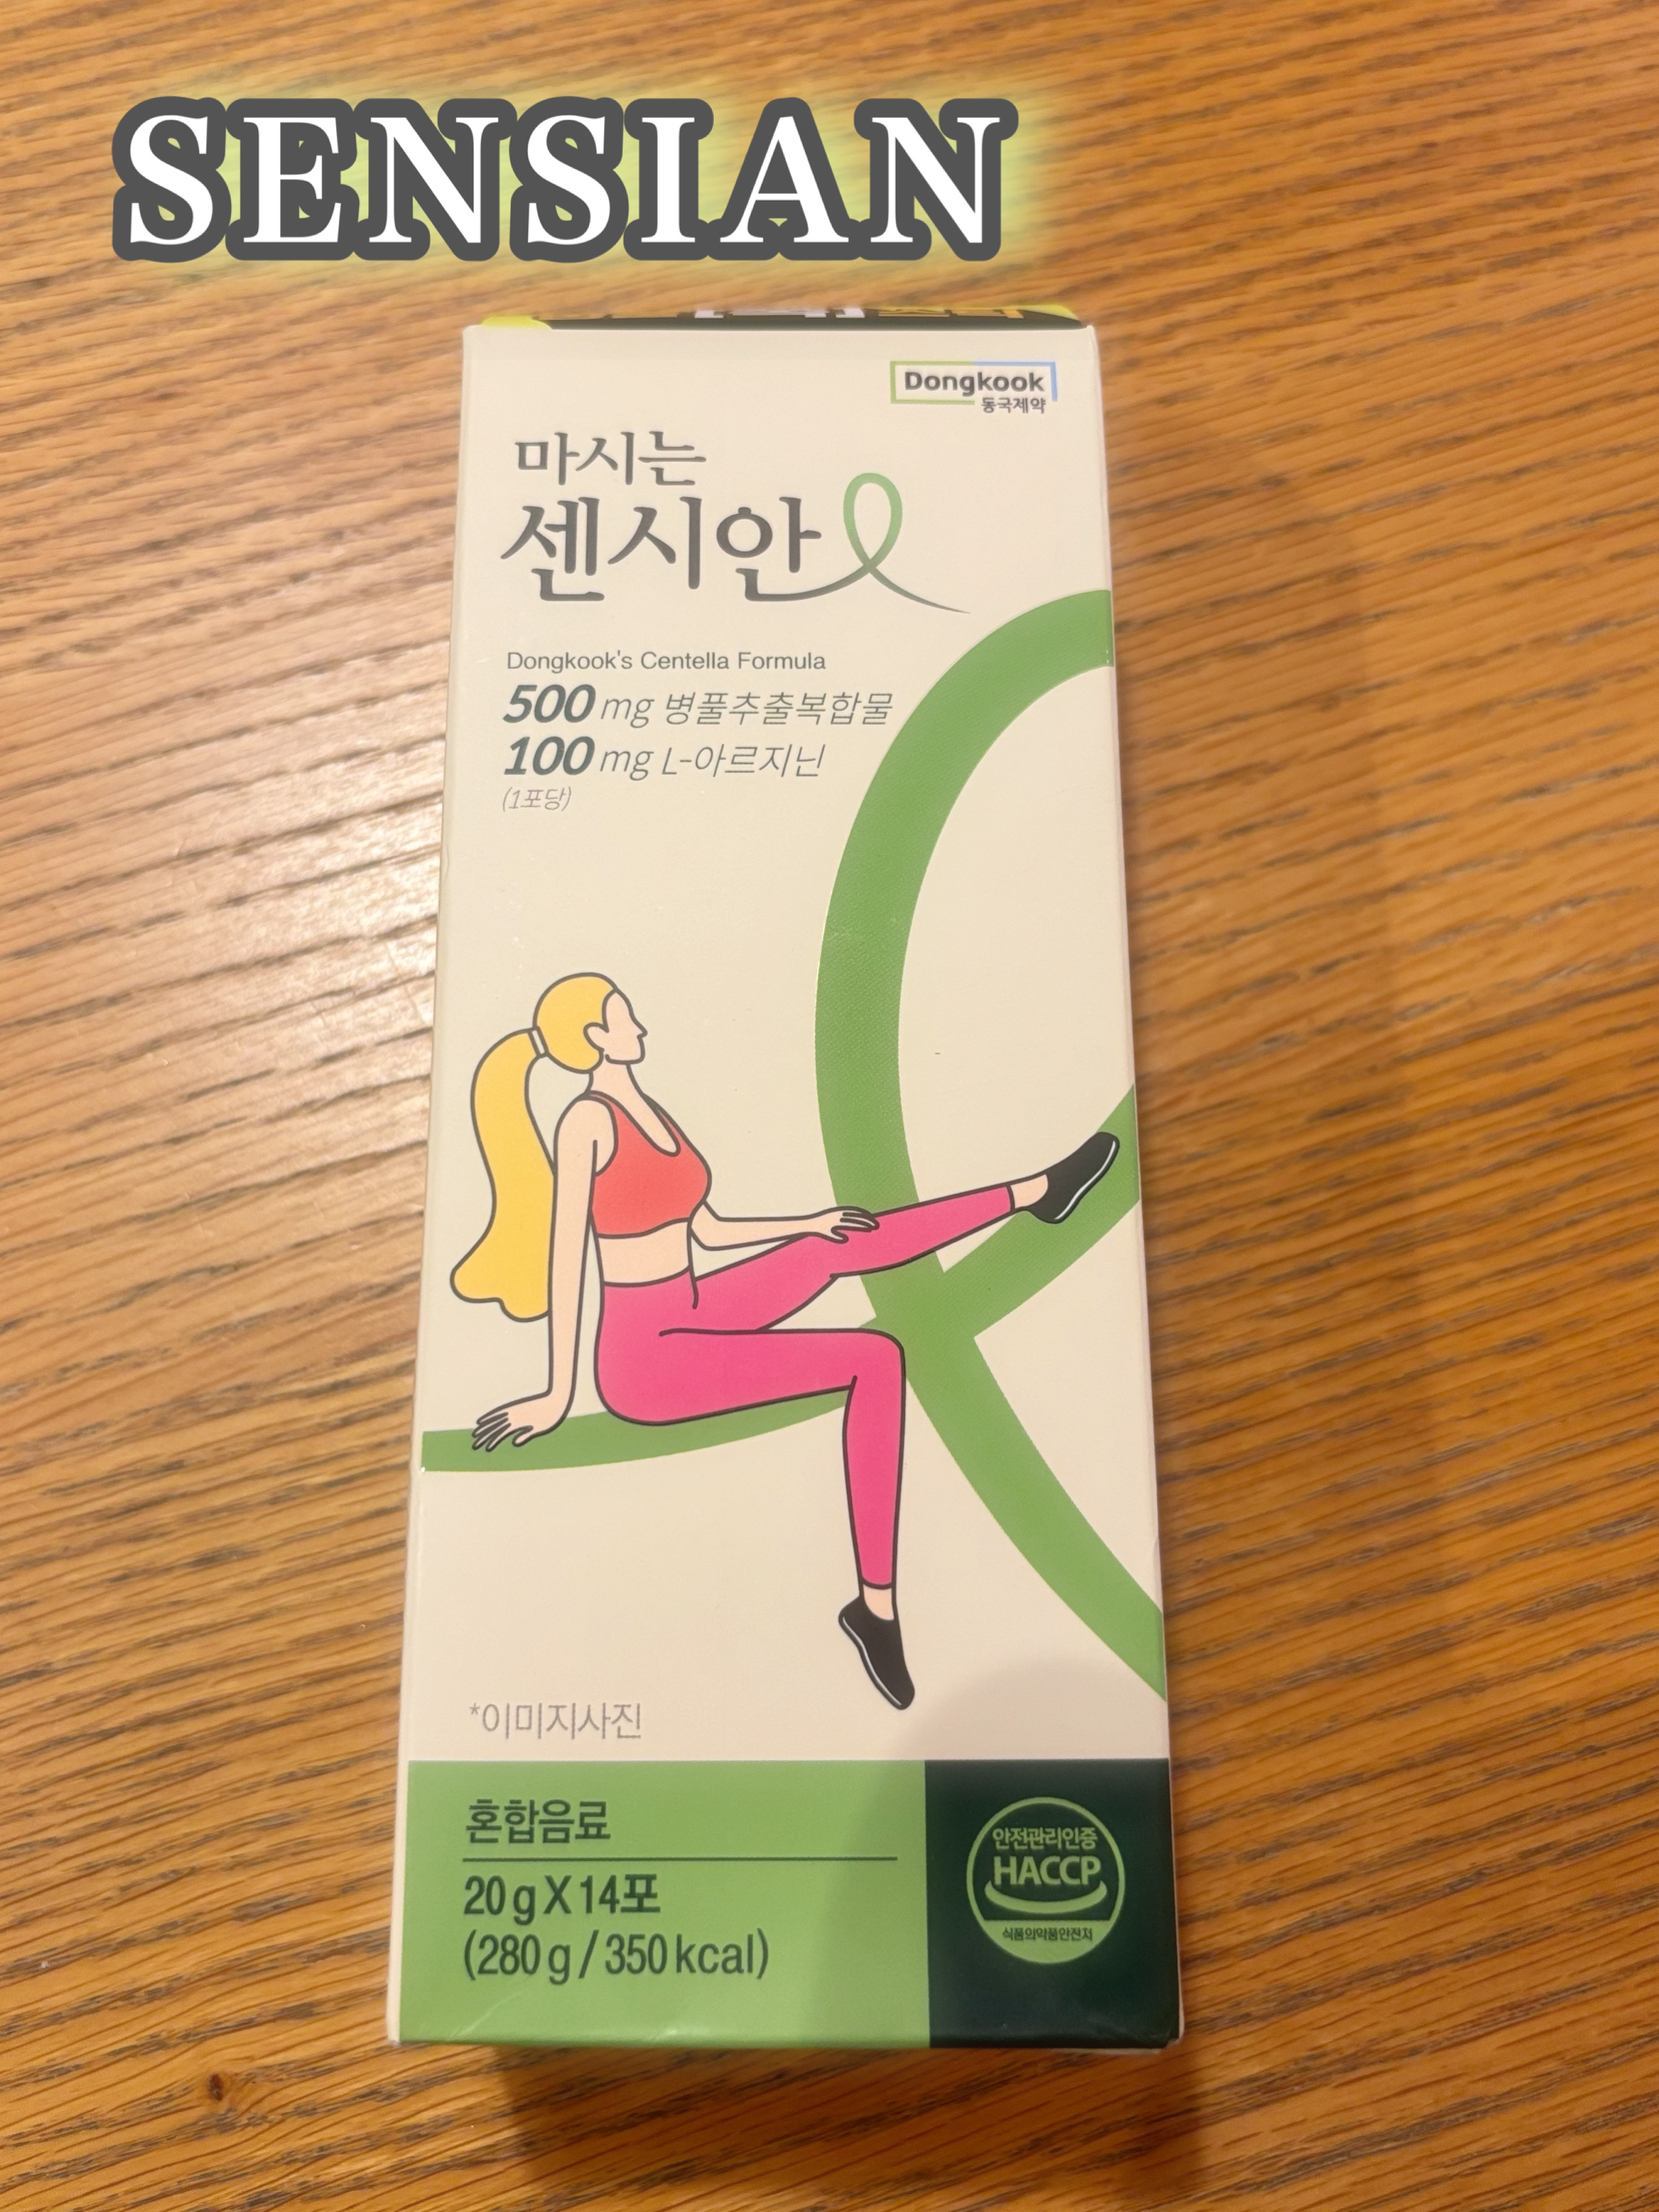 SENSIAN
Dongkook
동국제약
마시는
센시안
Dongkook's Centella Formula
500 mg 병풀추출복합물
100 mg L-아르지닌
(1포당)
*이미지사진
혼합음료
20 g X 14포
(280 g / 350 kcal)
안전관리인증
HACCP
식품의약품안전처